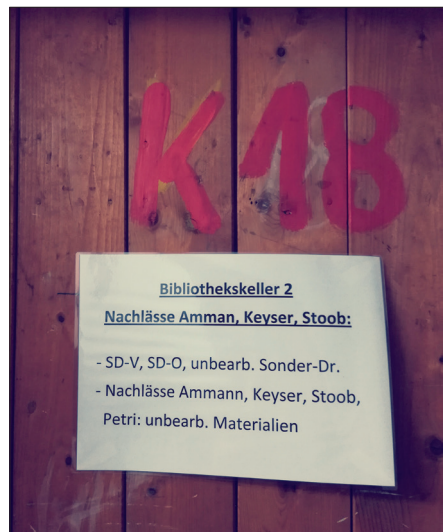 K18
Bibliothekskeller 2
Nachlässe Amman, Keyser, Stoob:
- SD-V, SD-O, unbearb. Sonder-Dr.
- Nachlässe Ammann, Keyser, Stoob,
Petri: unbearb. Materialien